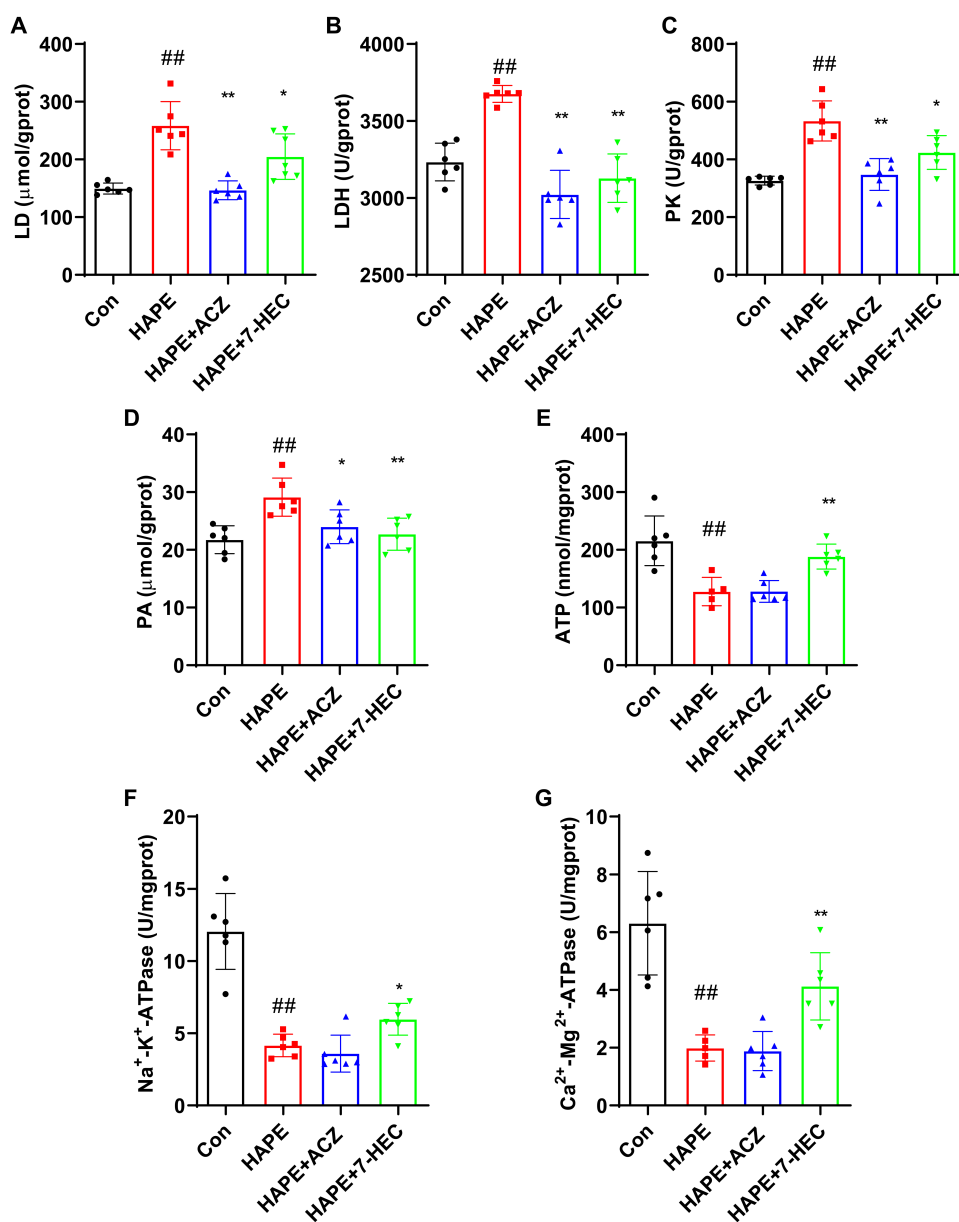 A
LD (μmol/gprot)
400
300
200
100
0
##
**
*
Con
HAPE
HAPE+ACZ
HAPE+7-HEC
B
LDH (U/gprot)
4000
3500
3000
2500
##
**
**
Con
HAPE
HAPE+ACZ
HAPE+7-HEC
C
PK (U/gprot)
800
600
400
200
0
##
**
*
Con
HAPE
HAPE+ACZ
HAPE+7-HEC
D
PA (μmol/gprot)
40
30
20
10
0
##
*
**
Con
HAPE
HAPE+ACZ
HAPE+7-HEC
E
ATP (nmol/mgprot)
400
300
200
100
0
##
**
Con
HAPE
HAPE+ACZ
HAPE+7-HEC
F
Na⁺-K⁺-ATPase (U/mgprot)
20
15
10
5
0
##
*
Con
HAPE
HAPE+ACZ
HAPE+7-HEC
G
Ca²⁺-Mg²⁺-ATPase (U/mgprot)
10
8
6
4
2
0
##
**
Con
HAPE
HAPE+ACZ
HAPE+7-HEC